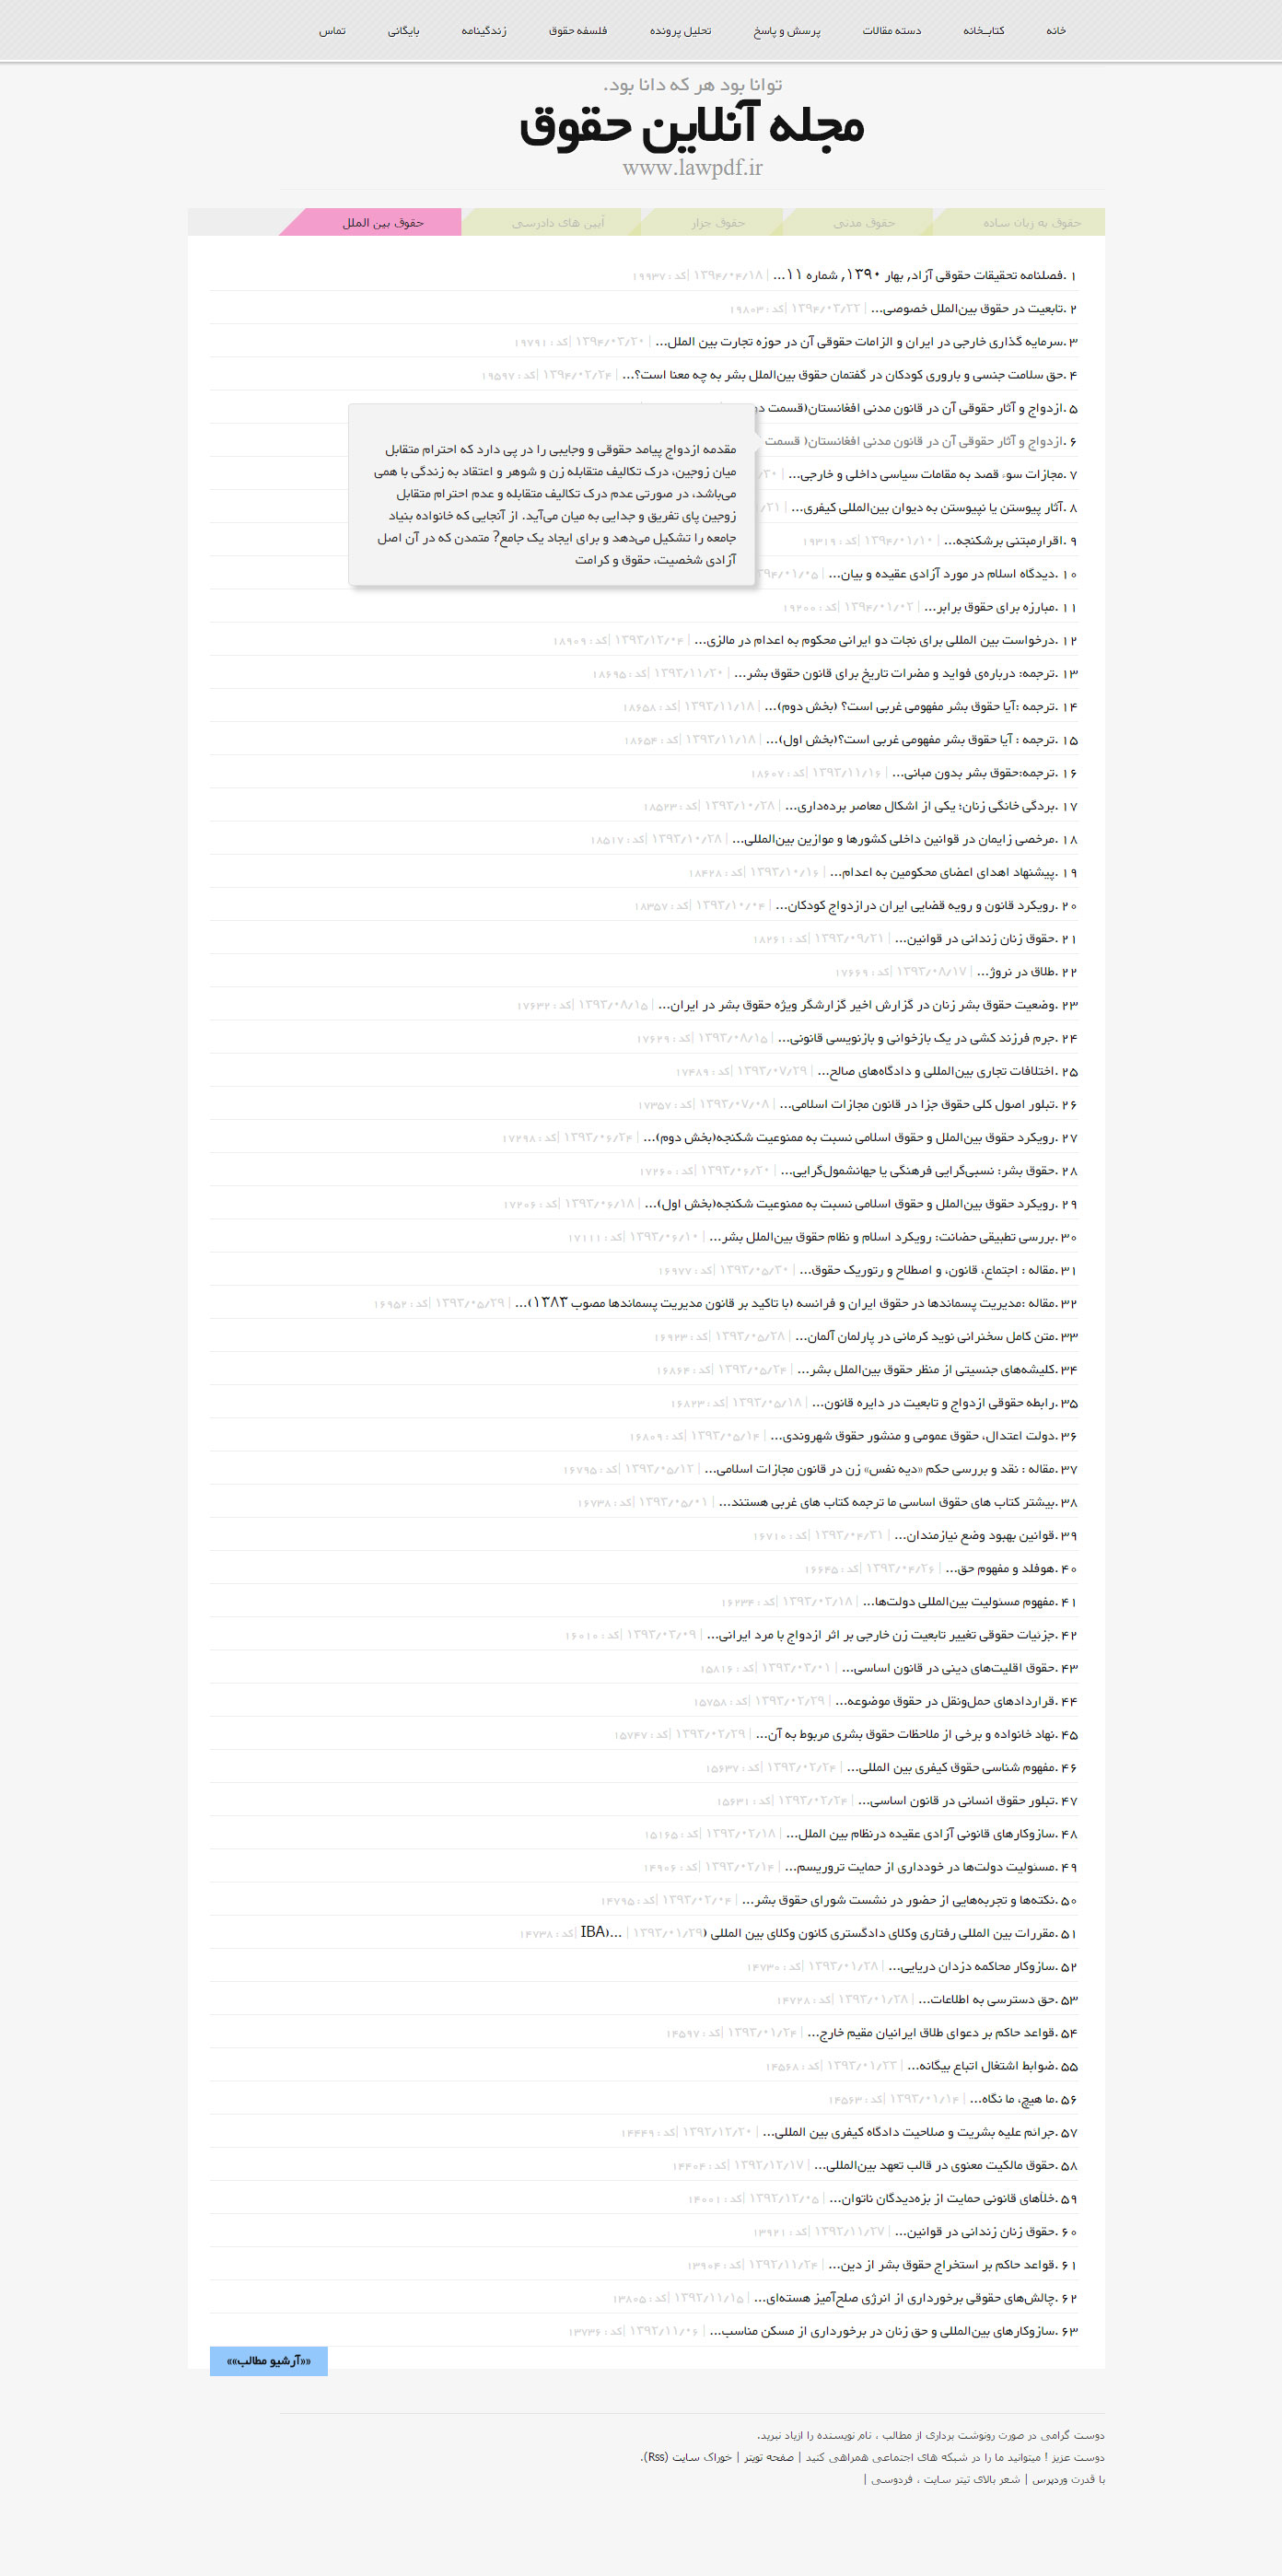 خانه کتابـخانه دسته مقالات پرسش و پاسخ تحلیل پرونده فلسفه حقوق زندگینامه بایگانی تماس
توانا بود هر که دانا بود.
مجله آنلاین حقوق
www.lawpdf.ir
حقوق به زبان ساده حقوق مدنی حقوق جزار آیین های دادرسی حقوق بین الملل
۱ .فصلنامه تحقیقات حقوقی آزاد, بهار ۱۳۹۰, شماره ۱۱... | ۱۳۹۴/۰۴/۱۸ |کد : ۱۹۹۳۷
۲ .تابعیت در حقوق بین‌الملل خصوصی... | ۱۳۹۴/۰۳/۲۲ |کد : ۱۹۸۰۳
۳ .سرمایه گذاری خارجی در ایران و الزامات حقوقی آن در حوزه تجارت بین الملل... | ۱۳۹۴/۰۳/۲۰ |کد : ۱۹۷۹۱
۴ .حق سلامت جنسی و باروری کودکان در گفتمان حقوق بین‌الملل بشر به چه معنا است؟... | ۱۳۹۴/۰۲/۲۴ |کد : ۱۹۵۹۷
۵ .ازدواج و آثار حقوقی آن در قانون مدنی افغانستان(قسمت
۶ .ازدواج و آثار حقوقی آن در قانون مدنی افغانستان( قسمت
مقدمه ازدواج پیامد حقوقی و وجایبی را در پی دارد که احترام متقابل
میان زوجین، درک تکالیف متقابله زن و شوهر و اعتقاد به زندگی با همی
می‌باشد، در صورتی عدم درک تکالیف متقابله و عدم احترام متقابل
زوجین پای تفریق و جدایی به میان می‌آید. از آنجایی که خانواده بنیاد
جامعه را تشکیل می‌دهد و برای ایجاد یک جامع? متمدن که در آن اصل
آزادی شخصیت، حقوق و کرامت
۷ .مجازات سوء قصد به مقامات سیاسی داخلی و خارجی...
۸ .آثار پیوستن یا نپیوستن به دیوان بین‌المللی کیفری...
۹ .اقرارمبتنی برشکنجه... | ۱۳۹۴/۰۱/۱۰ |کد : ۱۹۳۱۹
۱۰ .دیدگاه اسلام در مورد آزادی عقیده و بیان...
۱۱ .مبارزه برای حقوق برابر... | ۱۳۹۴/۰۱/۰۲ |کد : ۱۹۲۰۰
۱۲ .درخواست بین المللی برای نجات دو ایرانی محکوم به اعدام در مالزی... | ۱۳۹۳/۱۲/۰۴ |کد : ۱۸۹۰۹
۱۳ .ترجمه: درباره‌ی فواید و مضرات تاریخ برای قانون حقوق بشر... | ۱۳۹۳/۱۱/۲۰ |کد : ۱۸۶۹۵
۱۴ .ترجمه :آیا حقوق بشر مفهومی غربی است؟ (بخش دوم)... | ۱۳۹۳/۱۱/۱۸ |کد : ۱۸۶۵۸
۱۵ .ترجمه : آیا حقوق بشر مفهومی غربی است؟(بخش اول)... | ۱۳۹۳/۱۱/۱۸ |کد : ۱۸۶۵۴
۱۶ .ترجمه:حقوق بشر بدون مبانی... | ۱۳۹۳/۱۱/۱۶ |کد : ۱۸۶۰۷
۱۷ .بردگی خانگی زنان؛ یکی از اشکال معاصر برده‌داری... | ۱۳۹۳/۱۰/۲۸ |کد : ۱۸۵۲۳
۱۸ .مرخصی زایمان در قوانین داخلی کشورها و موازین بین‌المللی... | ۱۳۹۳/۱۰/۲۸ |کد : ۱۸۵۱۷
۱۹ .پیشنهاد اهدای اعضای محکومین به اعدام... | ۱۳۹۳/۱۰/۱۶ |کد : ۱۸۴۲۸
۲۰ .رویکرد قانون و رویه قضایی ایران درازدواج کودکان... | ۱۳۹۳/۱۰/۰۴ |کد : ۱۸۳۵۷
۲۱ .حقوق زنان زندانی در قوانین... | ۱۳۹۳/۰۹/۲۱ |کد : ۱۸۲۶۱
۲۲ .طلاق در نروژ... | ۱۳۹۳/۰۸/۱۷ |کد : ۱۷۶۶۹
۲۳ .وضعیت حقوق بشر زنان در گزارش اخیر گزارشگر ویژه حقوق بشر در ایران... | ۱۳۹۳/۰۸/۱۵ |کد : ۱۷۶۳۲
۲۴ .جرم فرزند کشی در یک بازخوانی و بازنویسی قانونی... | ۱۳۹۳/۰۸/۱۵ |کد : ۱۷۶۲۹
۲۵ .اختلافات تجاری بین‌المللی و دادگاه‌های صالح... | ۱۳۹۳/۰۷/۲۹ |کد : ۱۷۴۸۹
۲۶ .تبلور اصول کلی حقوق جزا در قانون مجازات اسلامی... | ۱۳۹۳/۰۷/۰۸ |کد : ۱۷۳۵۷
۲۷ .رویکرد حقوق بین‌الملل و حقوق اسلامی نسبت به ممنوعیت شکنجه(بخش دوم)... | ۱۳۹۳/۰۶/۲۴ |کد : ۱۷۲۹۸
۲۸ .حقوق بشر: نسبی‌گرایی فرهنگی یا جهانشمول‌گرایی... | ۱۳۹۳/۰۶/۲۰ |کد : ۱۷۲۶۰
۲۹ .رویکرد حقوق بین‌الملل و حقوق اسلامی نسبت به ممنوعیت شکنجه(بخش اول)... | ۱۳۹۳/۰۶/۱۸ |کد : ۱۷۲۰۶
۳۰ .بررسی تطبیقی حضانت: رویکرد اسلام و نظام حقوق بین‌الملل بشر... | ۱۳۹۳/۰۶/۱۰ |کد : ۱۷۱۱۱
۳۱ .مقاله : اجتماع، قانون، و اصطلاح و رتوریک حقوق... | ۱۳۹۳/۰۵/۳۰ |کد : ۱۶۹۷۷
۳۲ .مقاله :مدیریت پسماندها در حقوق ایران و فرانسه (با تاکید بر قانون مدیریت پسماندها مصوب ۱۳۸۳)... | ۱۳۹۳/۰۵/۲۹ |کد : ۱۶۹۵۲
۳۳ .متن کامل سخنرانی نوید کرمانی در پارلمان آلمان... | ۱۳۹۳/۰۵/۲۸ |کد : ۱۶۹۲۳
۳۴ .کلیشه‌های جنسیتی از منظر حقوق بین‌الملل بشر... | ۱۳۹۳/۰۵/۲۴ |کد : ۱۶۸۶۴
۳۵ .رابطه حقوقی ازدواج و تابعیت در دایره قانون... | ۱۳۹۳/۰۵/۱۸ |کد : ۱۶۸۲۳
۳۶ .دولت اعتدال، حقوق عمومی و منشور حقوق شهروندی... | ۱۳۹۳/۰۵/۱۴ |کد : ۱۶۸۰۹
۳۷ .مقاله : نقد و بررسی حکم «دیه نفس» زن در قانون مجازات اسلامی... | ۱۳۹۳/۰۵/۱۲ |کد : ۱۶۷۹۵
۳۸ .بیشتر کتاب های حقوق اساسی ما ترجمه کتاب های غربی هستند... | ۱۳۹۳/۰۵/۰۱ |کد : ۱۶۷۳۸
۳۹ .قوانین بهبود وضع نیازمندان... | ۱۳۹۳/۰۴/۳۱ |کد : ۱۶۷۱۰
۴۰ .هوفلد و مفهوم حق... | ۱۳۹۳/۰۴/۲۶ |کد : ۱۶۶۴۵
۴۱ .مفهوم مسئولیت بین‌المللی دولت‌ها... | ۱۳۹۳/۰۳/۱۸ |کد : ۱۶۲۳۴
۴۲ .جزئیات حقوقی تغییر تابعیت زن خارجی بر اثر ازدواج با مرد ایرانی... | ۱۳۹۳/۰۳/۰۹ |کد : ۱۶۰۱۰
۴۳ .حقوق اقلیت‌های دینی در قانون اساسی... | ۱۳۹۳/۰۳/۰۱ |کد : ۱۵۸۱۶
۴۴ .قراردادهای حمل‌ونقل در حقوق موضوعه... | ۱۳۹۳/۰۲/۲۹ |کد : ۱۵۷۵۸
۴۵ .نهاد خانواده و برخی از ملاحظات حقوق بشری مربوط به آن... | ۱۳۹۳/۰۲/۲۹ |کد : ۱۵۷۴۷
۴۶ .مفهوم شناسی حقوق کیفری بین المللی... | ۱۳۹۳/۰۲/۲۴ |کد : ۱۵۶۳۷
۴۷ .تبلور حقوق انسانی در قانون اساسی... | ۱۳۹۳/۰۲/۲۴ |کد : ۱۵۶۳۱
۴۸ .سازوکارهای قانونی آزادی عقیده درنظام بین الملل... | ۱۳۹۳/۰۲/۱۸ |کد : ۱۵۱۶۵
۴۹ .مسئولیت دولت‌ها در خودداری از حمایت تروریسم... | ۱۳۹۳/۰۲/۱۴ |کد : ۱۴۹۰۶
۵۰ .نکته‌ها و تجربه‌هایی از حضور در نشست شورای حقوق بشر... | ۱۳۹۳/۰۲/۰۴ |کد : ۱۴۷۹۵
۵۱ .مقررات بین المللی رفتاری وکلای دادگستری کانون وکلای بین المللی (IBA)... | ۱۳۹۳/۰۱/۲۹ |کد : ۱۴۷۳۸
۵۲ .سازوکار محاکمه دزدان دریایی... | ۱۳۹۳/۰۱/۲۸ |کد : ۱۴۷۳۰
۵۳ .حق دسترسی به اطلاعات... | ۱۳۹۳/۰۱/۲۸ |کد : ۱۴۷۲۸
۵۴ .قواعد حاکم بر دعوای طلاق ایرانیان مقیم خارج... | ۱۳۹۳/۰۱/۲۴ |کد : ۱۴۵۹۷
۵۵ .ضوابط اشتغال اتباع بیگانه... | ۱۳۹۳/۰۱/۲۳ |کد : ۱۴۵۶۸
۵۶ .ما هیچ، ما نگاه... | ۱۳۹۳/۰۱/۱۴ |کد : ۱۴۵۶۳
۵۷ .جرائم علیه بشریت و صلاحیت دادگاه کیفری بین المللی... | ۱۳۹۲/۱۲/۲۰ |کد : ۱۴۴۴۹
۵۸ .حقوق مالکیت معنوی در قالب تعهد بین‌المللی... | ۱۳۹۲/۱۲/۱۷ |کد : ۱۴۴۰۴
۵۹ .خلأهای قانونی حمایت از بزه‌دیدگان ناتوان... | ۱۳۹۲/۱۲/۰۵ |کد : ۱۴۰۰۱
۶۰ .حقوق زنان زندانی در قوانین... | ۱۳۹۲/۱۱/۲۷ |کد : ۱۳۹۲۱
۶۱ .قواعد حاکم بر استخراج حقوق بشر از دین... | ۱۳۹۲/۱۱/۲۴ |کد : ۱۳۹۰۴
۶۲ .چالش‌های حقوقی برخورداری از انرژی صلح‌آمیز هسته‌ای... | ۱۳۹۲/۱۱/۱۵ |کد : ۱۳۸۰۵
۶۳ .سازوکارهای بین‌المللی و حق زنان در برخورداری از مسکن مناسب... | ۱۳۹۲/۱۱/۰۶ |کد : ۱۳۷۳۶
««آرشیو مطالب»»
دوست گرامی در صورت رونوشت برداری از مطالب ، نام نویسنده را ازیاد نبرید.
دوست عزیز ! میتوانید ما را در شبکه های اجتماعی همراهی کنید | صفحه تویتر | خوراک سایت (Rss).
با قدرت وردپرس | شعر بالای تیتر سایت ، فردوسی |